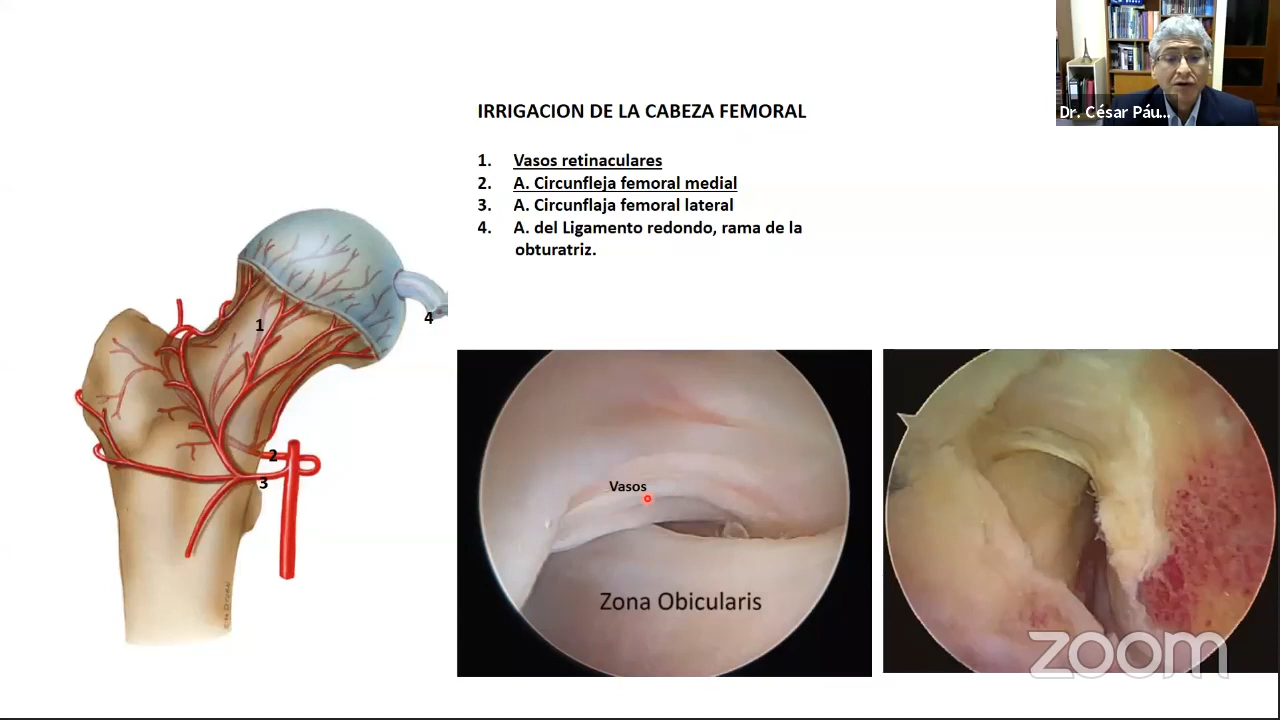 Dr. César Páu...
IRRIGACION DE LA CABEZA FEMORAL
1. Vasos retinaculares
2. A. Circunfleja femoral medial
3. A. Circunflaja femoral lateral
4. A. del Ligamento redondo, rama de la
obturatriz.
1
4
2
3
Vasos
Zona Obicularis
zoom